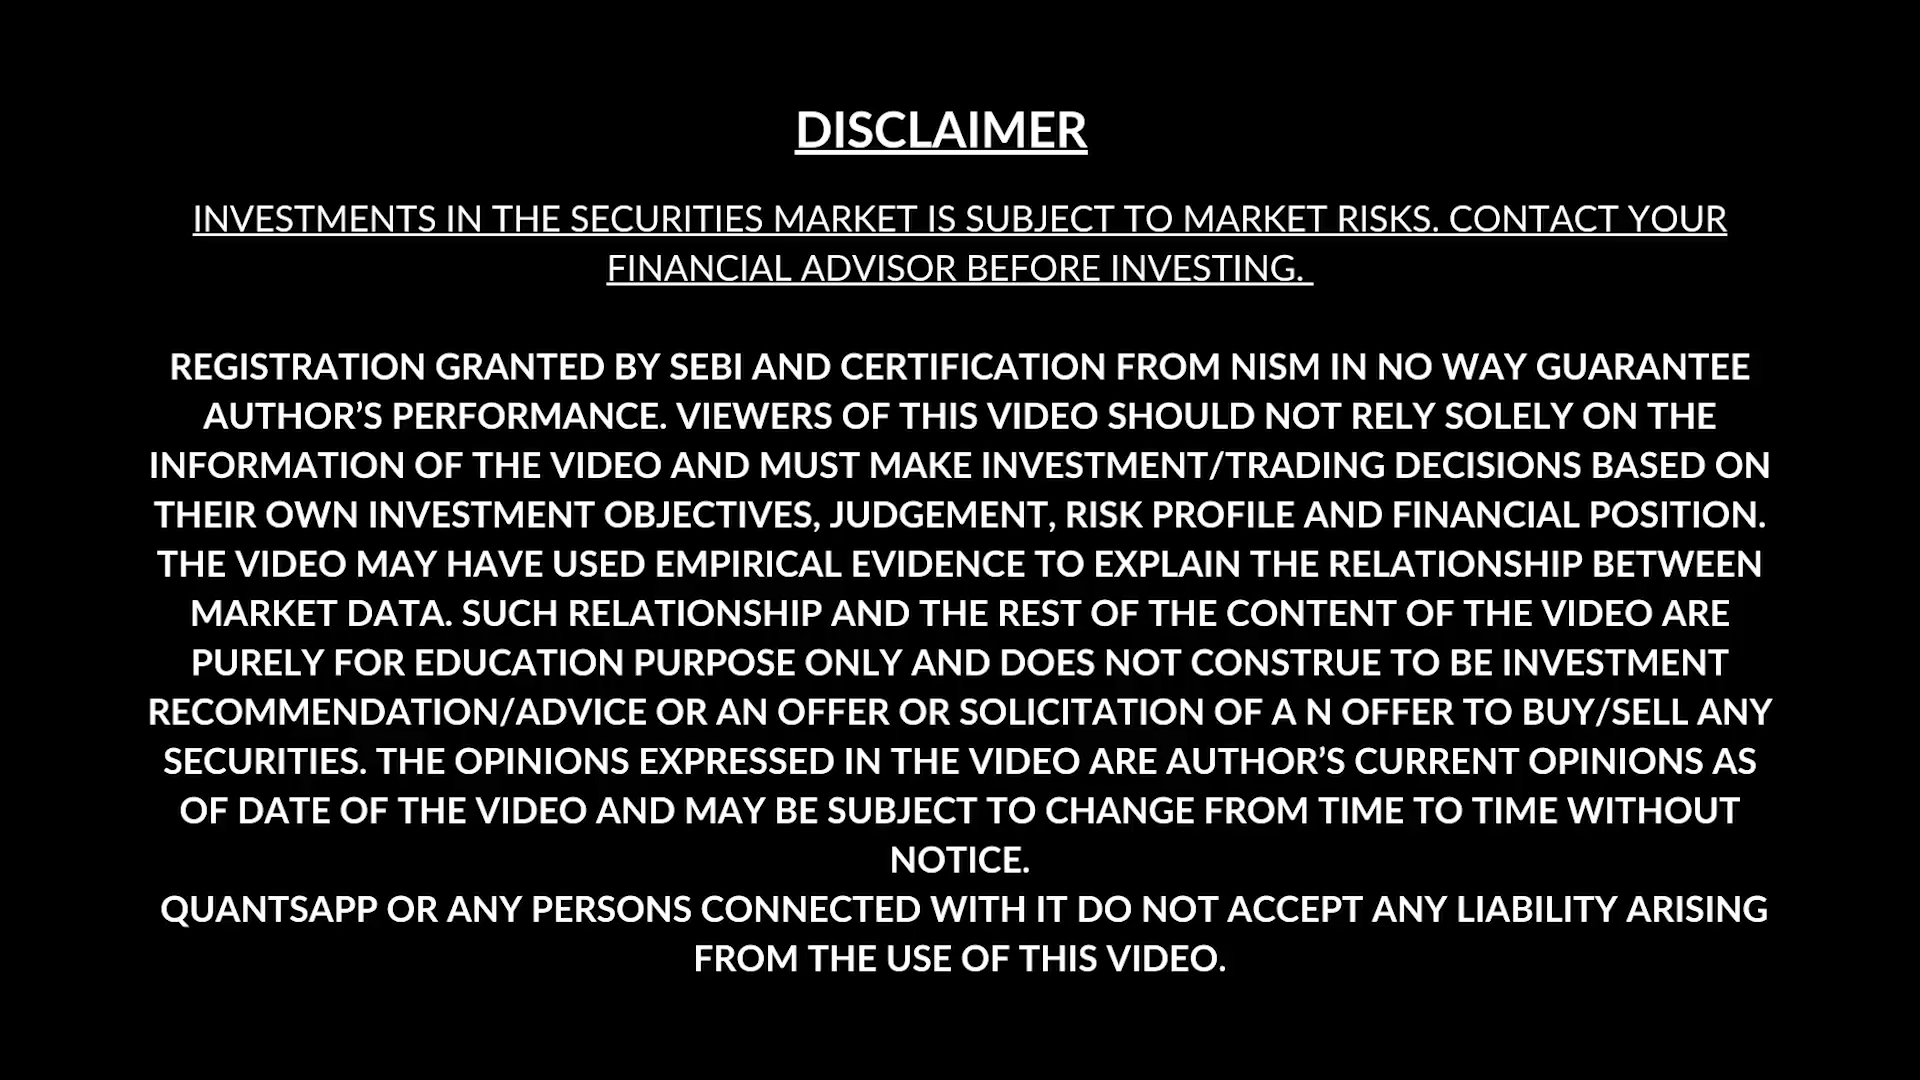 DISCLAIMER
INVESTMENTS IN THE SECURITIES MARKET IS SUBJECT TO MARKET RISKS. CONTACT YOUR
FINANCIAL ADVISOR BEFORE INVESTING.
REGISTRATION GRANTED BY SEBI AND CERTIFICATION FROM NISM IN NO WAY GUARANTEE
AUTHOR’S PERFORMANCE. VIEWERS OF THIS VIDEO SHOULD NOT RELY SOLELY ON THE
INFORMATION OF THE VIDEO AND MUST MAKE INVESTMENT/TRADING DECISIONS BASED ON
THEIR OWN INVESTMENT OBJECTIVES, JUDGEMENT, RISK PROFILE AND FINANCIAL POSITION.
THE VIDEO MAY HAVE USED EMPIRICAL EVIDENCE TO EXPLAIN THE RELATIONSHIP BETWEEN
MARKET DATA. SUCH RELATIONSHIP AND THE REST OF THE CONTENT OF THE VIDEO ARE
PURELY FOR EDUCATION PURPOSE ONLY AND DOES NOT CONSTRUE TO BE INVESTMENT
RECOMMENDATION/ADVICE OR AN OFFER OR SOLICITATION OF A N OFFER TO BUY/SELL ANY
SECURITIES. THE OPINIONS EXPRESSED IN THE VIDEO ARE AUTHOR’S CURRENT OPINIONS AS
OF DATE OF THE VIDEO AND MAY BE SUBJECT TO CHANGE FROM TIME TO TIME WITHOUT
NOTICE.
QUANTSAPP OR ANY PERSONS CONNECTED WITH IT DO NOT ACCEPT ANY LIABILITY ARISING
FROM THE USE OF THIS VIDEO.